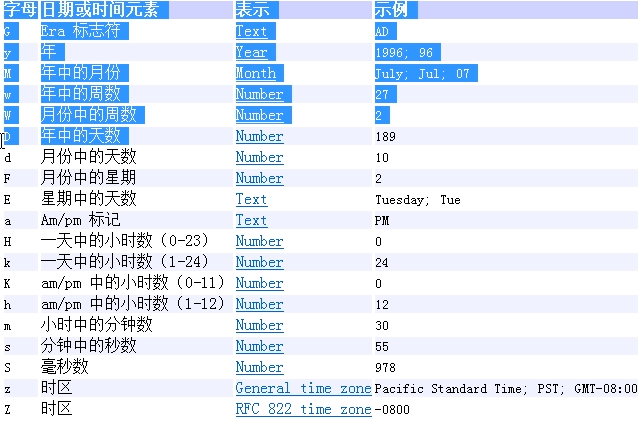 字母 日期或时间元素 表示 示例
G Era 标志符 Text AD
y 年 Year 1996; 96
M 年中的月份 Month July; Jul; 07
w 年中的周数 Number 27
W 月份中的周数 Number 2
D 年中的天数 Number 189
d 月份中的天数 Number 10
F 月份中的星期 Number 2
E 星期中的天数 Text Tuesday; Tue
a Am/pm 标记 Text PM
H 一天中的小时数（0-23） Number 0
k 一天中的小时数（1-24） Number 24
K am/pm 中的小时数（0-11） Number 0
h am/pm 中的小时数（1-12） Number 12
m 小时中的分钟数 Number 30
s 分钟中的秒数 Number 55
S 毫秒数 Number 978
z 时区 General time zone Pacific Standard Time; PST; GMT-08:00
Z 时区 RFC 822 time zone -0800